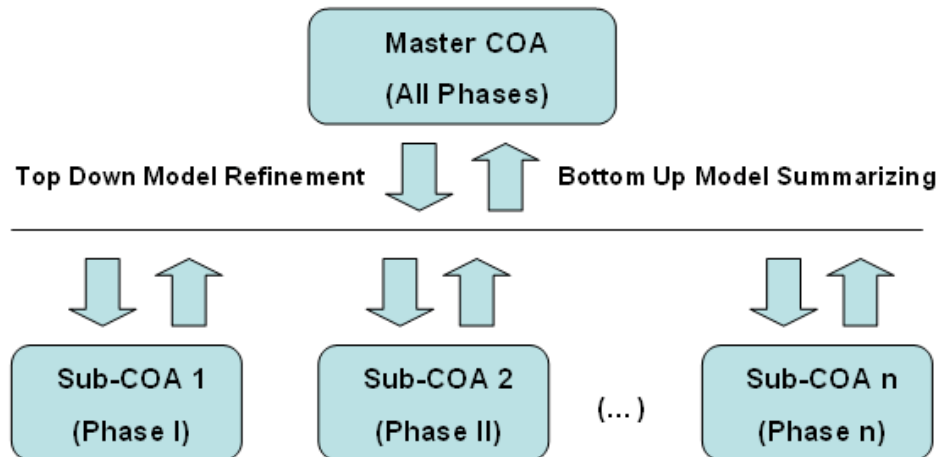 Master COA
(All Phases)
Top Down Model Refinement
Bottom Up Model Summarizing
Sub-COA 1
(Phase I)
Sub-COA 2
(Phase II)
(...)
Sub-COA n
(Phase n)